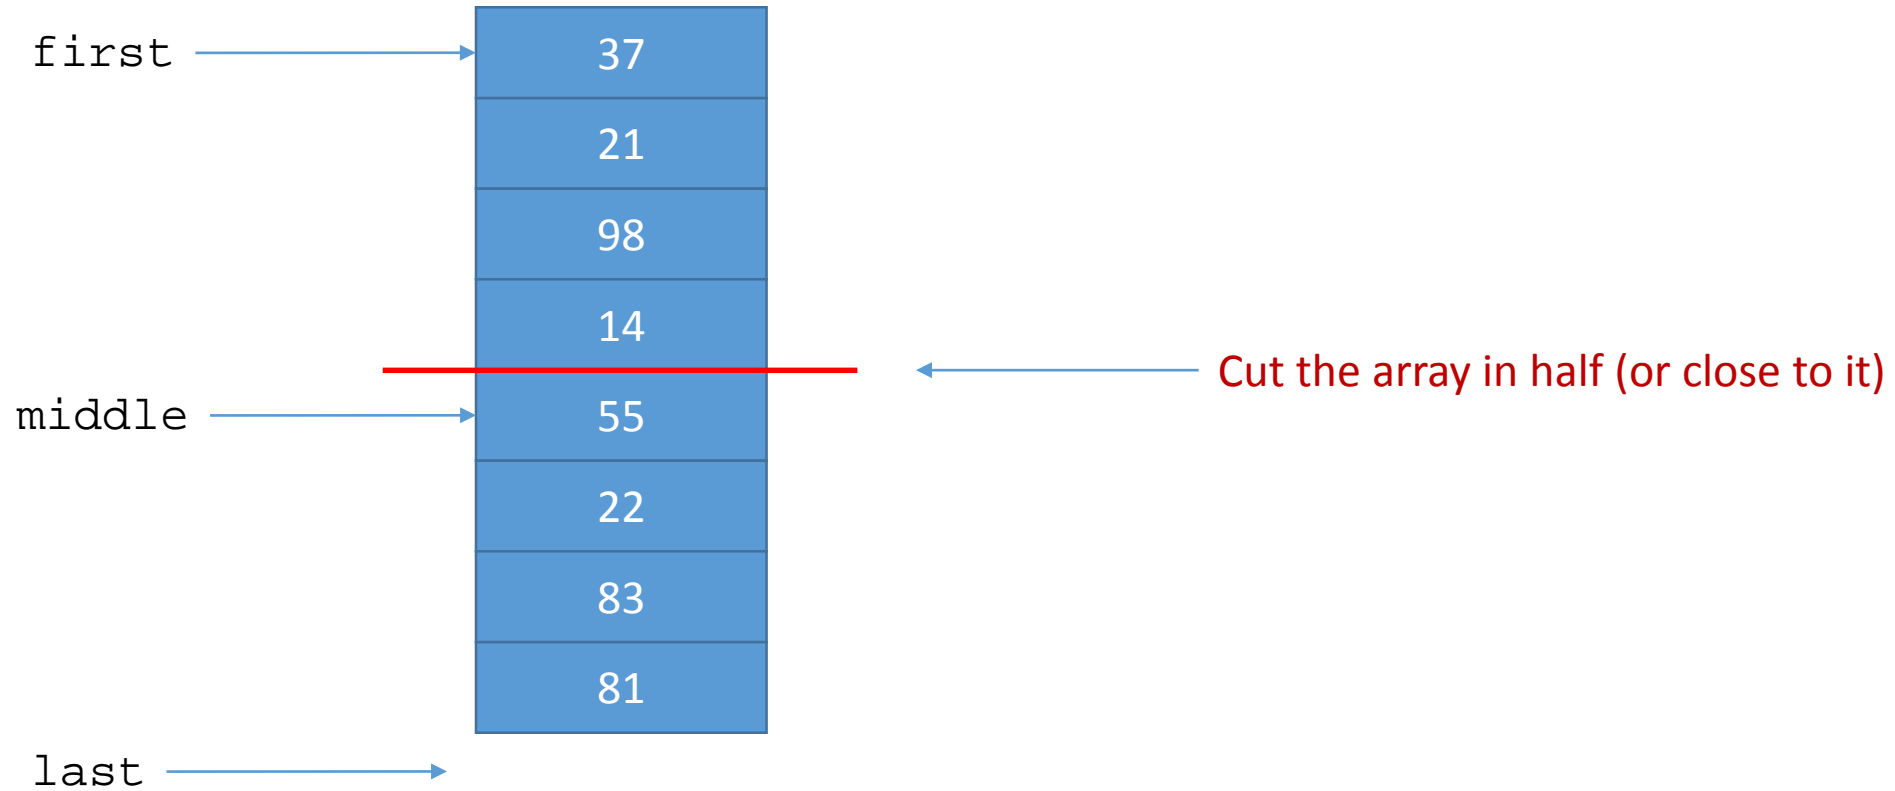 first
37
21
98
14
Cut the array in half (or close to it)
middle
55
22
83
81
last